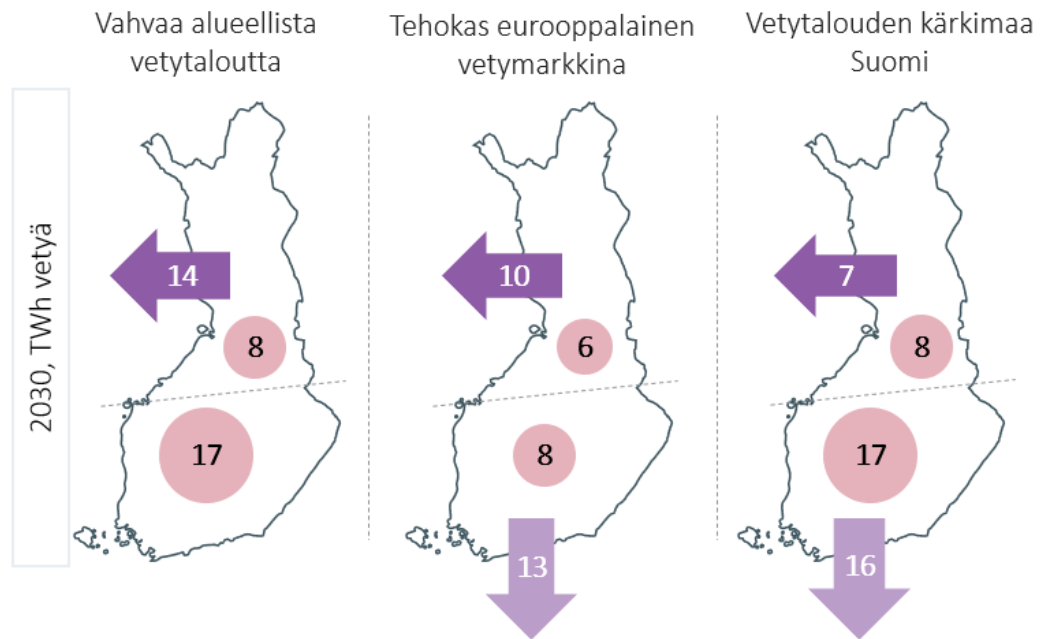 Vahvaa alueellista
vetytaloutta
Tehokas eurooppalainen
vetymarkkina
Vetytalouden kärkimaa
Suomi
2030, TWh vetyä
14
8
17
10
6
8
13
7
8
17
16